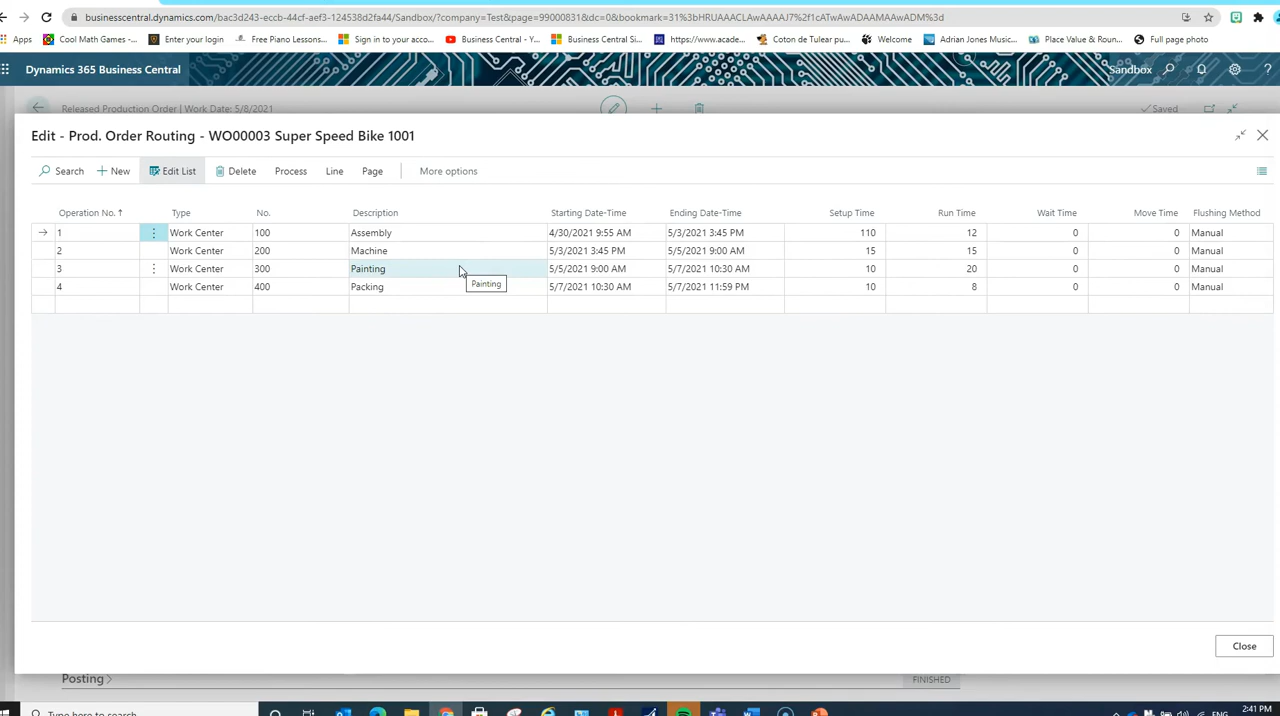 businesscentral.dynamics.com/bac3d243-eccb-44cf-aef3-124538d2fa44/Sandbox/?company=Test&page=99000831&dc=0&bookmark=31%3bHRUAACLAwAAAAJ7%2f1cATwAwADAAMAAwADM%3d
Apps Cool Math Games -... Enter your login Free Piano Lessons... Sign in to your acco... Business Central - Y... Business Central Si... https://www.acade... Coton de Tulear pu... Welcome Adrian Jones Music... Place Value & Roun... Full page photo
Dynamics 365 Business Central Sandbox
Released Production Order | Work Date: 5/8/2021 Saved
Edit - Prod. Order Routing - WO00003 Super Speed Bike 1001
Search New Edit List Delete Process Line Page More options
Operation No. ↑ Type No. Description Starting Date-Time Ending Date-Time Setup Time Run Time Wait Time Move Time Flushing Method
1 Work Center 100 Assembly 4/30/2021 9:55 AM 5/3/2021 3:45 PM 110 12 0 0 Manual
2 Work Center 200 Machine 5/3/2021 3:45 PM 5/5/2021 9:00 AM 15 15 0 0 Manual
3 Work Center 300 Painting 5/5/2021 9:00 AM 5/7/2021 10:30 AM 10 20 0 0 Manual
Painting
4 Work Center 400 Packing 5/7/2021 10:30 AM 5/7/2021 11:59 PM 10 8 0 0 Manual
Close
Posting FINISHED
Type here to search ENG 2:41 PM